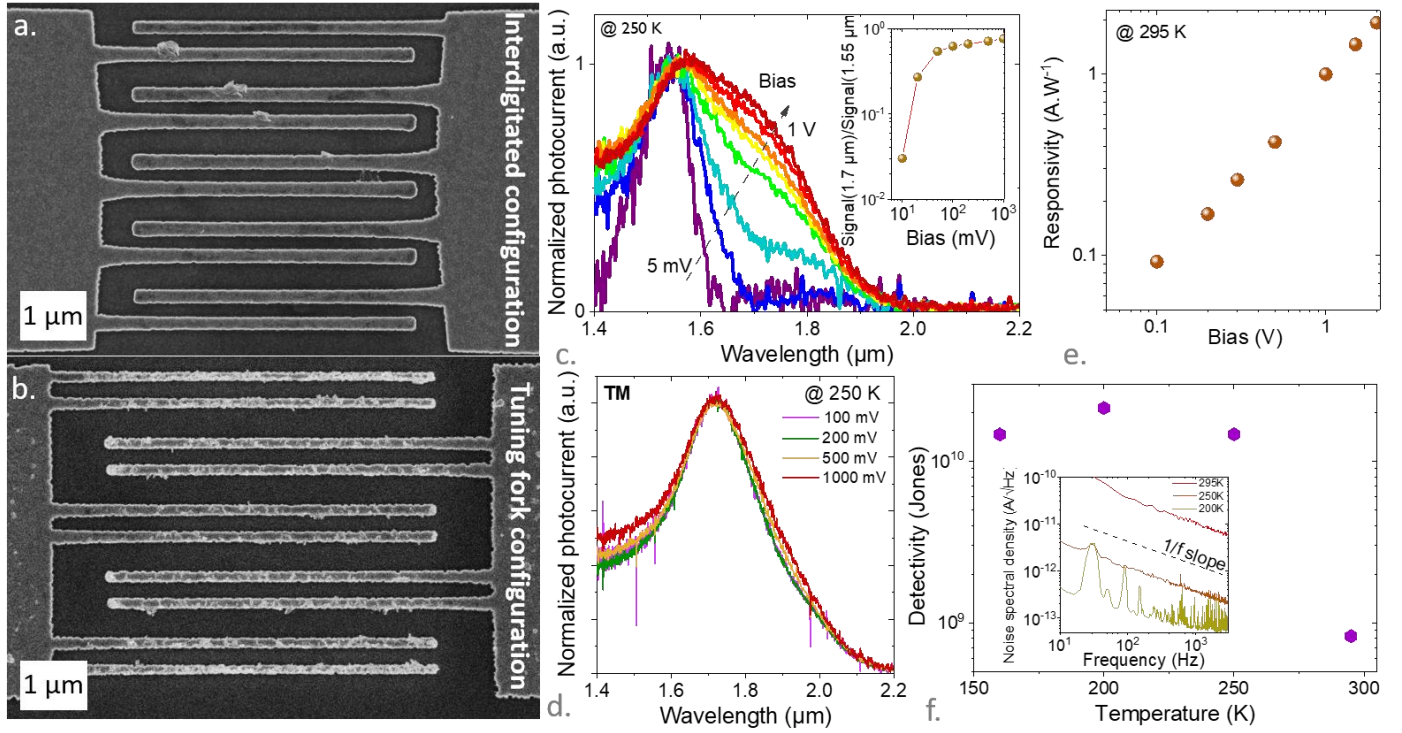 a.
Interdigitated configuration
1 µm
b.
Tuning fork configuration
1 µm
@ 250 K
Normalized photocurrent (a.u.)
1
0
Bias
1 V
5 mV
1.4
1.6
1.8
2.0
2.2
Wavelength (µm)
c.
Signal(1.7 µm)/Signal(1.55 µm)
10⁰
10⁻¹
10⁻²
10¹
10²
10³
Bias (mV)
TM
@ 250 K
100 mV
200 mV
500 mV
1000 mV
Normalized photocurrent (a.u.)
1.4
1.6
1.8
2.0
2.2
Wavelength (µm)
d.
@ 295 K
Responsivity (A.W⁻¹)
1
0.1
0.1
1
Bias (V)
e.
Detectivity (Jones)
10¹⁰
10⁹
150
200
250
300
Temperature (K)
f.
Noise spectral density (A/√Hz)
10⁻¹⁰
10⁻¹¹
10⁻¹²
10⁻¹³
295K
250K
200K
1/f slope
10¹
10²
10³
Frequency (Hz)